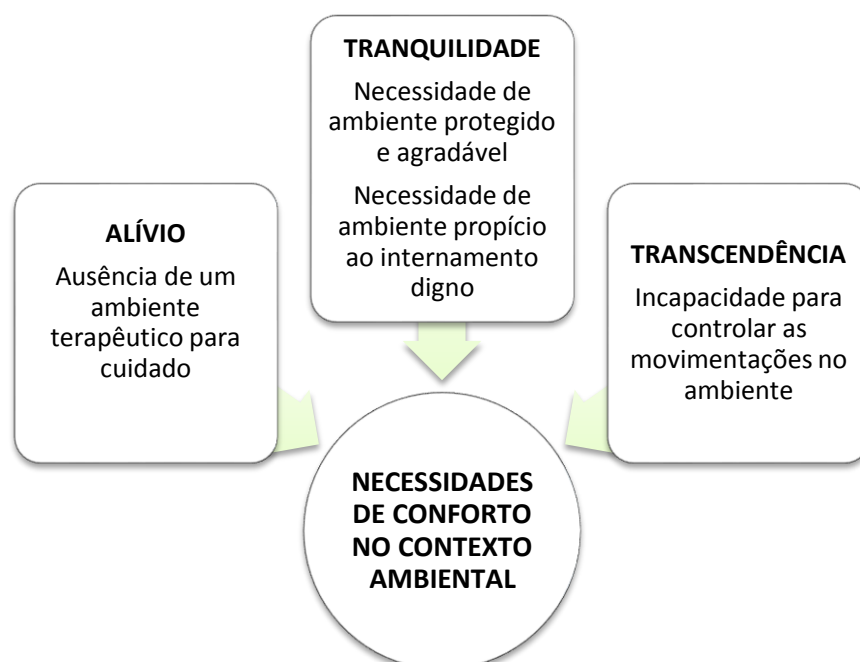 TRANQUILIDADE
Necessidade de
ambiente protegido
e agradável
Necessidade de
ambiente propício
ao internamento
digno
ALÍVIO
Ausência de um
ambiente
terapêutico para
cuidado
TRANSCENDÊNCIA
Incapacidade para
controlar as
movimentações no
ambiente
NECESSIDADES
DE CONFORTO
NO CONTEXTO
AMBIENTAL